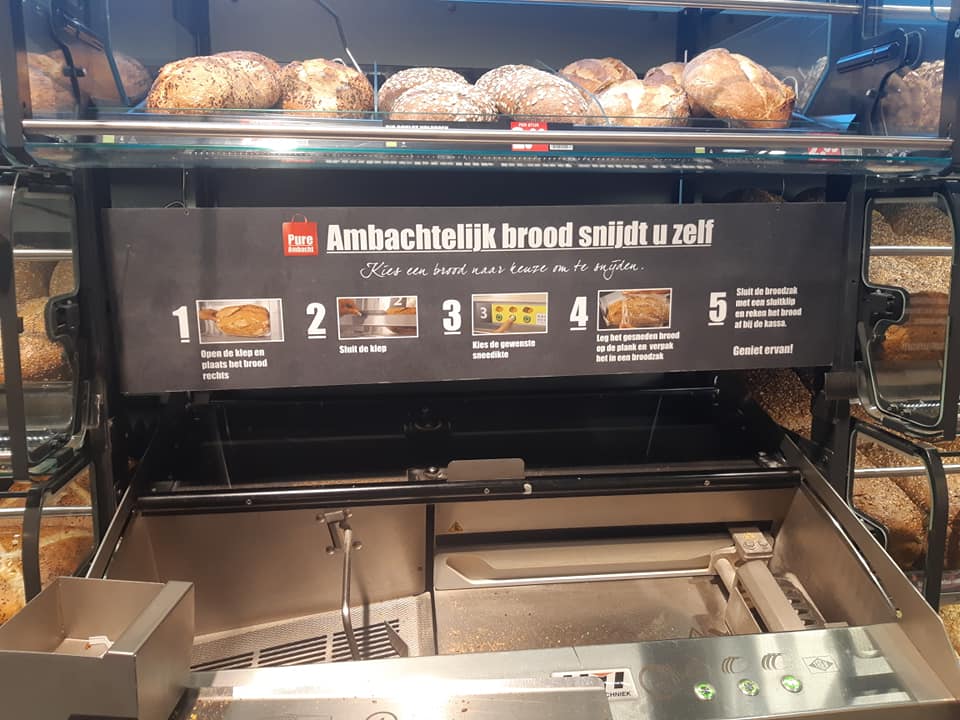 Pure
Ambacht
Ambachtelijk brood snijdt u zelf
Kies een brood naar keuze om te snijden.
1
Open de klep en
plaats het brood
rechts
2
Sluit de klep
3
3
Kies de gewenste
sneedikte
4
Leg het gesneden brood
op de plank en verpak
het in een broodzak
5
Sluit de broodzak
met een sluitklip
en reken het brood
af bij de kassa.
Geniet ervan!